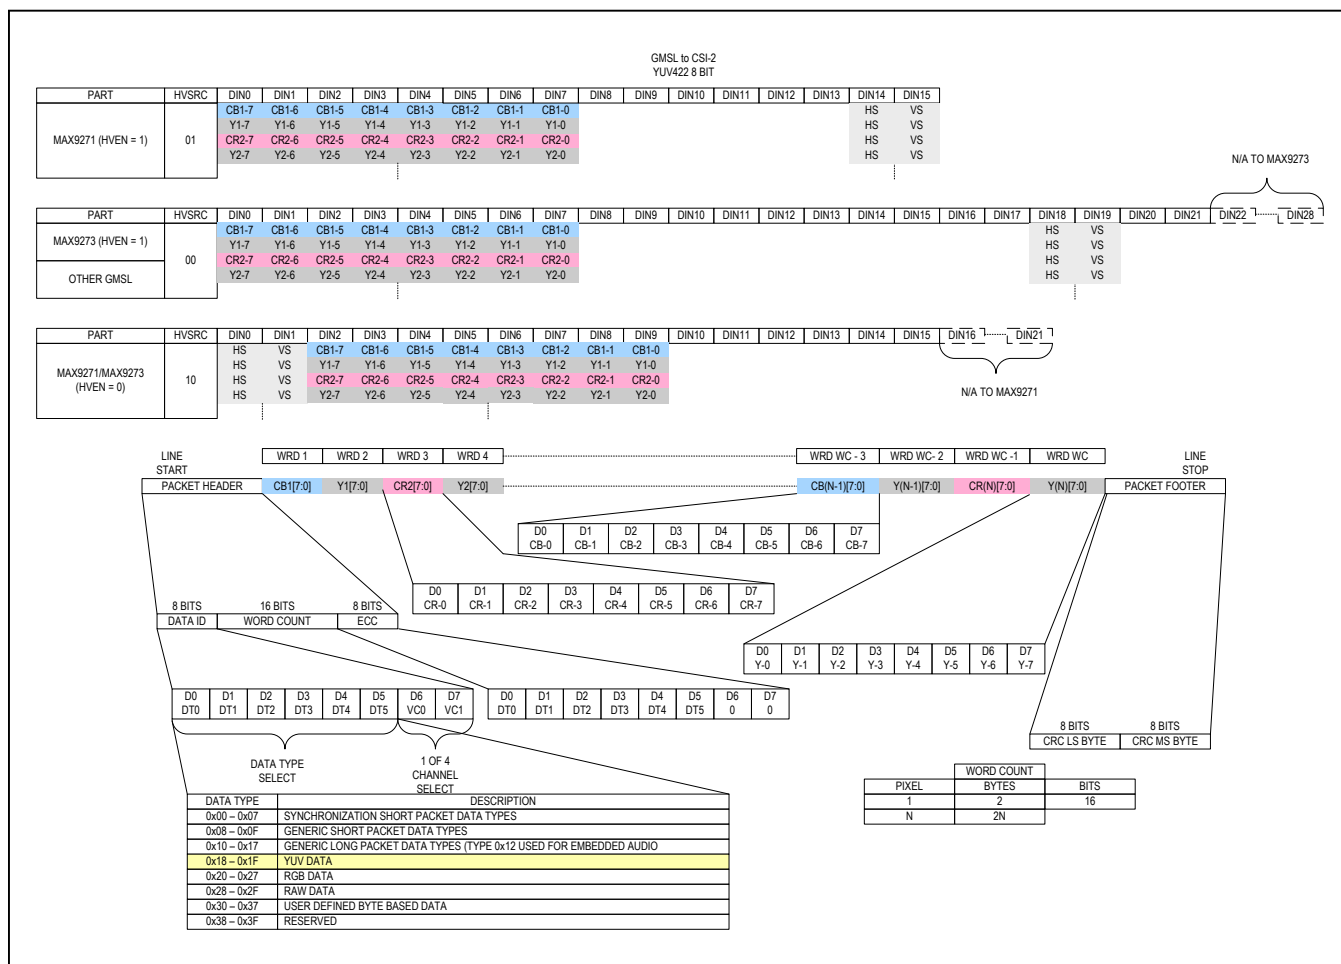 GMSL to CSI-2
YUV422 8 BIT
PART HVSRC DIN0 DIN1 DIN2 DIN3 DIN4 DIN5 DIN6 DIN7 DIN8 DIN9 DIN10 DIN11 DIN12 DIN13 DIN14 DIN15
CB1-7 CB1-6 CB1-5 CB1-4 CB1-3 CB1-2 CB1-1 CB1-0 HS VS
Y1-7 Y1-6 Y1-5 Y1-4 Y1-3 Y1-2 Y1-1 Y1-0 HS VS
MAX9271 (HVEN = 1) 01 CR2-7 CR2-6 CR2-5 CR2-4 CR2-3 CR2-2 CR2-1 CR2-0 HS VS
Y2-7 Y2-6 Y2-5 Y2-4 Y2-3 Y2-2 Y2-1 Y2-0 HS VS
N/A TO MAX9273
PART HVSRC DIN0 DIN1 DIN2 DIN3 DIN4 DIN5 DIN6 DIN7 DIN8 DIN9 DIN10 DIN11 DIN12 DIN13 DIN14 DIN15 DIN16 DIN17 DIN18 DIN19 DIN20 DIN21 DIN22 DIN28
CB1-7 CB1-6 CB1-5 CB1-4 CB1-3 CB1-2 CB1-1 CB1-0 HS VS
MAX9273 (HVEN = 1) Y1-7 Y1-6 Y1-5 Y1-4 Y1-3 Y1-2 Y1-1 Y1-0 HS VS
00 CR2-7 CR2-6 CR2-5 CR2-4 CR2-3 CR2-2 CR2-1 CR2-0 HS VS
OTHER GMSL Y2-7 Y2-6 Y2-5 Y2-4 Y2-3 Y2-2 Y2-1 Y2-0 HS VS
PART HVSRC DIN0 DIN1 DIN2 DIN3 DIN4 DIN5 DIN6 DIN7 DIN8 DIN9 DIN10 DIN11 DIN12 DIN13 DIN14 DIN15 DIN16 DIN21
HS VS CB1-7 CB1-6 CB1-5 CB1-4 CB1-3 CB1-2 CB1-1 CB1-0
HS VS Y1-7 Y1-6 Y1-5 Y1-4 Y1-3 Y1-2 Y1-1 Y1-0
MAX9271/MAX9273
(HVEN = 0) 10 HS VS CR2-7 CR2-6 CR2-5 CR2-4 CR2-3 CR2-2 CR2-1 CR2-0
HS VS Y2-7 Y2-6 Y2-5 Y2-4 Y2-3 Y2-2 Y2-1 Y2-0
N/A TO MAX9271
LINE
START
WRD 1 WRD 2 WRD 3 WRD 4 WRD WC - 3 WRD WC- 2 WRD WC -1 WRD WC
LINE
STOP
PACKET HEADER CB1[7:0] Y1[7:0] CR2[7:0] Y2[7:0] CB(N-1)[7:0] Y(N-1)[7:0] CR(N)[7:0] Y(N)[7:0] PACKET FOOTER
D0 D1 D2 D3 D4 D5 D6 D7
CB-0 CB-1 CB-2 CB-3 CB-4 CB-5 CB-6 CB-7
D0 D1 D2 D3 D4 D5 D6 D7
CR-0 CR-1 CR-2 CR-3 CR-4 CR-5 CR-6 CR-7
8 BITS 16 BITS 8 BITS
DATA ID WORD COUNT ECC
D0 D1 D2 D3 D4 D5 D6 D7
Y-0 Y-1 Y-2 Y-3 Y-4 Y-5 Y-6 Y-7
D0 D1 D2 D3 D4 D5 D6 D7
DT0 DT1 DT2 DT3 DT4 DT5 VC0 VC1
D0 D1 D2 D3 D4 D5 D6 D7
DT0 DT1 DT2 DT3 DT4 DT5 0 0
8 BITS 8 BITS
CRC LS BYTE CRC MS BYTE
DATA TYPE
SELECT
1 OF 4
CHANNEL
SELECT
WORD COUNT
PIXEL BYTES BITS
1 2 16
N 2N
DATA TYPE DESCRIPTION
0x00 – 0x07 SYNCHRONIZATION SHORT PACKET DATA TYPES
0x08 – 0x0F GENERIC SHORT PACKET DATA TYPES
0x10 – 0x17 GENERIC LONG PACKET DATA TYPES (TYPE 0x12 USED FOR EMBEDDED AUDIO
0x18 – 0x1F YUV DATA
0x20 – 0x27 RGB DATA
0x28 – 0x2F RAW DATA
0x30 – 0x37 USER DEFINED BYTE BASED DATA
0x38 – 0x3F RESERVED